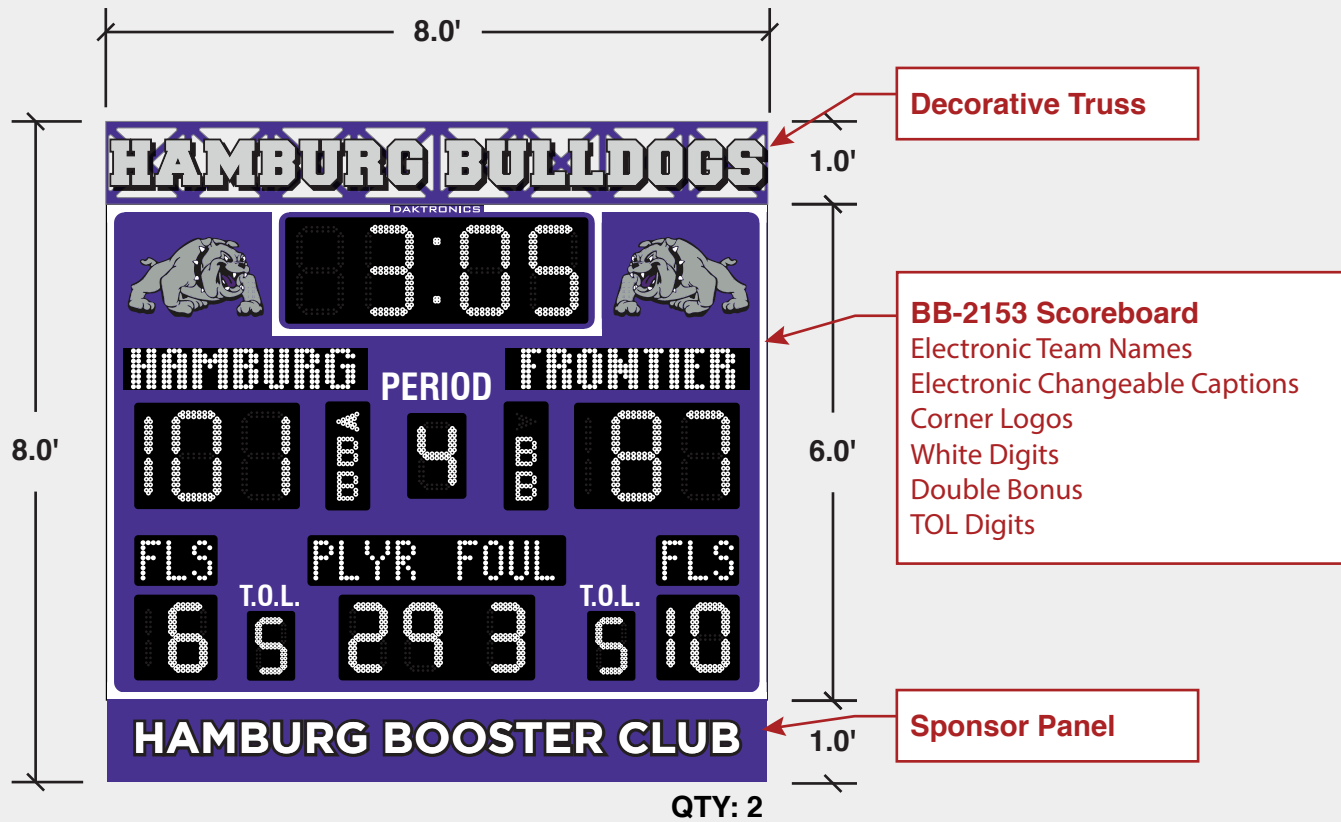 8.0'
Decorative Truss
HAMBURG BULLDOGS
1.0'
DAKTRONICS
3:05
BB-2153 Scoreboard
Electronic Team Names
Electronic Changeable Captions
Corner Logos
White Digits
Double Bonus
TOL Digits
HAMBURG PERIOD FRONTIER
101 B B 4 B B 87
8.0'
6.0'
FLS PLYR FOUL FLS
T.O.L. T.O.L.
6 5 29 3 5 10
Sponsor Panel
HAMBURG BOOSTER CLUB
1.0'
QTY: 2